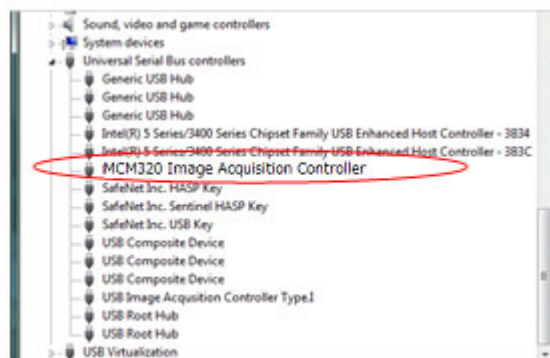 Sound, video and game controllers
System devices
Universal Serial Bus controllers
Generic USB Hub
Generic USB Hub
Generic USB Hub
Intel(R) 5 Series/3400 Series Chipset Family USB Enhanced Host Controller - 3B34
Intel(R) 5 Series/3400 Series Chipset Family USB Enhanced Host Controller - 3B3C
MCM320 Image Acquisition Controller
SafeNet Inc. HASP Key
SafeNet Inc. Sentinel HASP Key
SafeNet Inc. USB Key
USB Composite Device
USB Composite Device
USB Composite Device
USB Image Acqusition Controller Type.I
USB Root Hub
USB Root Hub
USB Virtualization